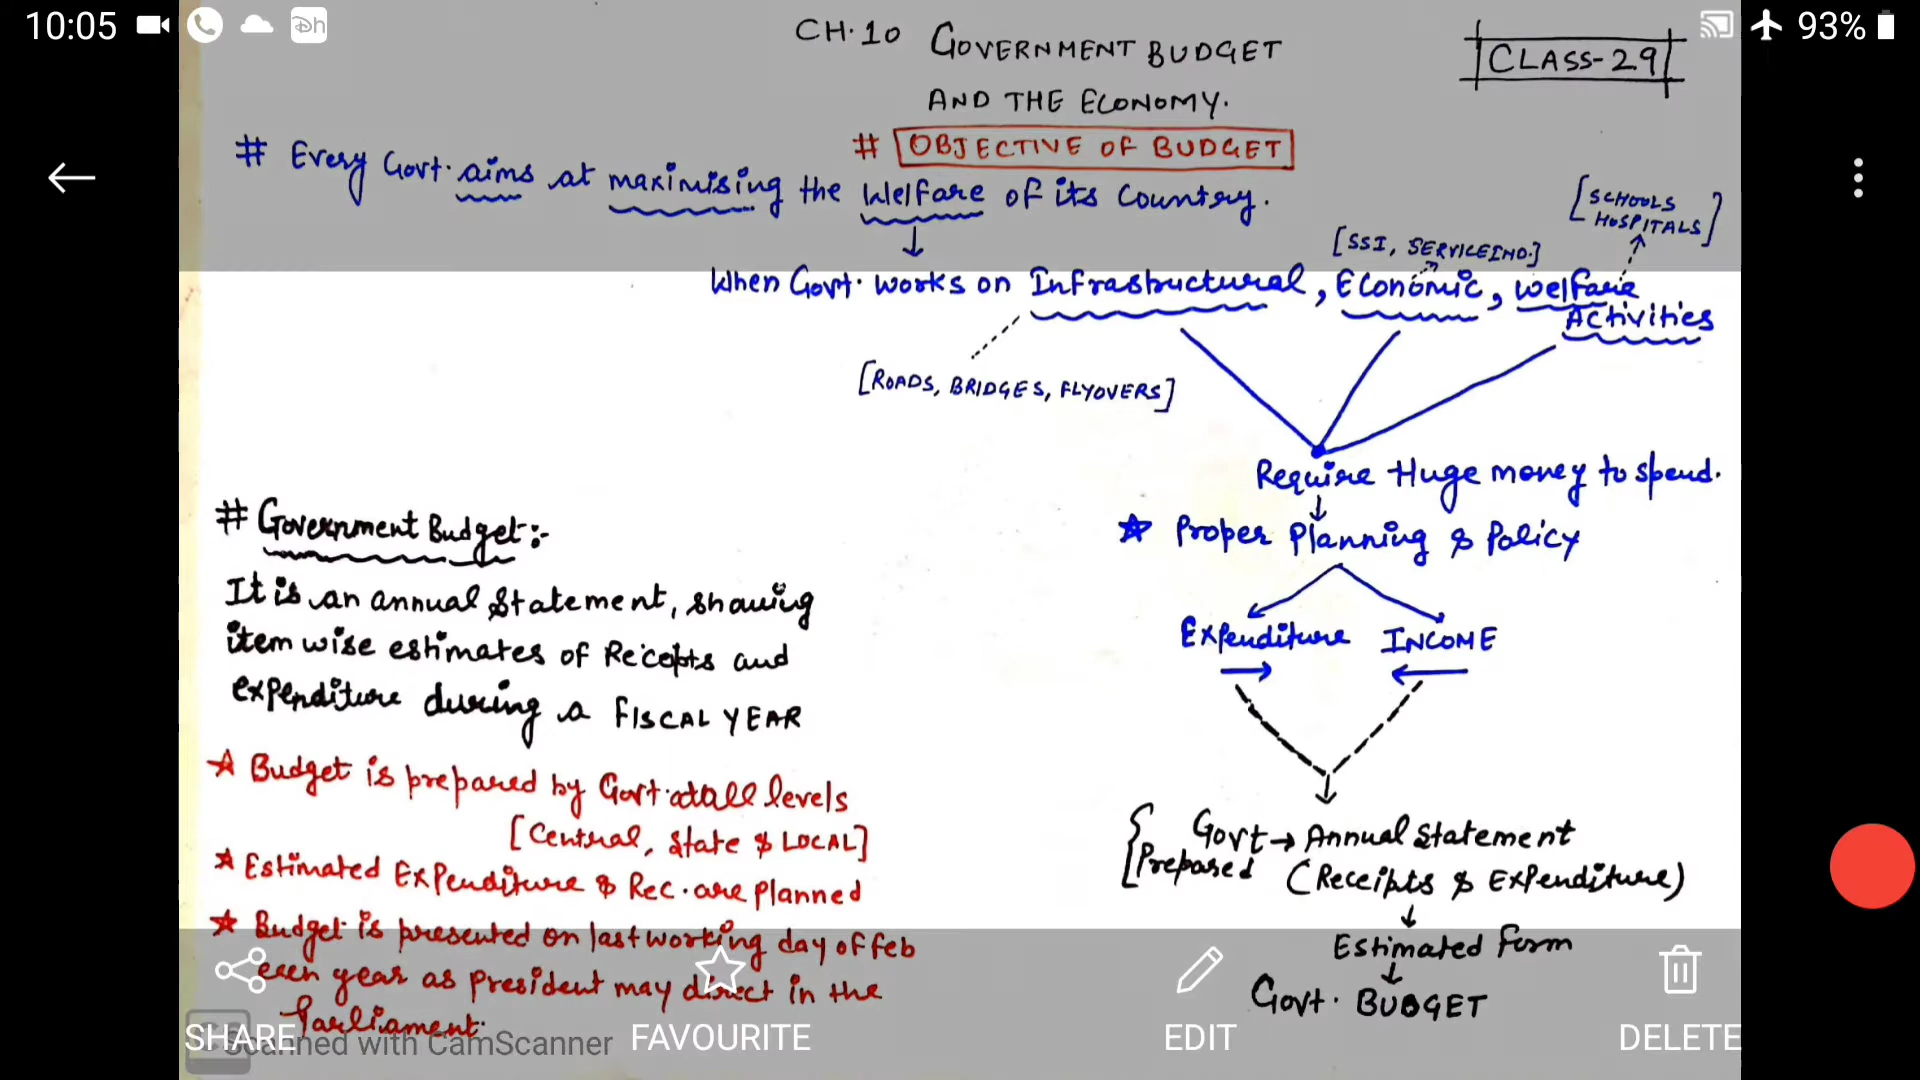 10:05
Dh
93%
CH.10 GOVERNMENT BUDGET
AND THE ECONOMY.
CLASS-29
# OBJECTIVE OF BUDGET
# Every Govt. aims at maximising the Welfare of its Country.
[SCHOOLS
HOSPITALS]
[SSI, SERVICE IND.]
When Govt. works on Infrastructural, Economic, Welfare
Activities
[ROADS, BRIDGES, FLYOVERS]
Require Huge money to spend.
Proper Planning & Policy
Expenditure INCOME
Govt → Annual Statement
Prepared (Receipts & Expenditure)
Estimated Form
Govt. BUDGET
# Government Budget:-
It is an annual Statement, showing
item wise estimates of Receipts and
expenditure during a FISCAL YEAR
Budget is prepared by Govt. at all levels
[Central, State & LOCAL]
Estimated Expenditure & Rec. are planned
Budget is presented on last working day of feb
each year as President may direct in the
Parliament.
Scanned with CamScanner
SHARE
FAVOURITE
EDIT
DELETE